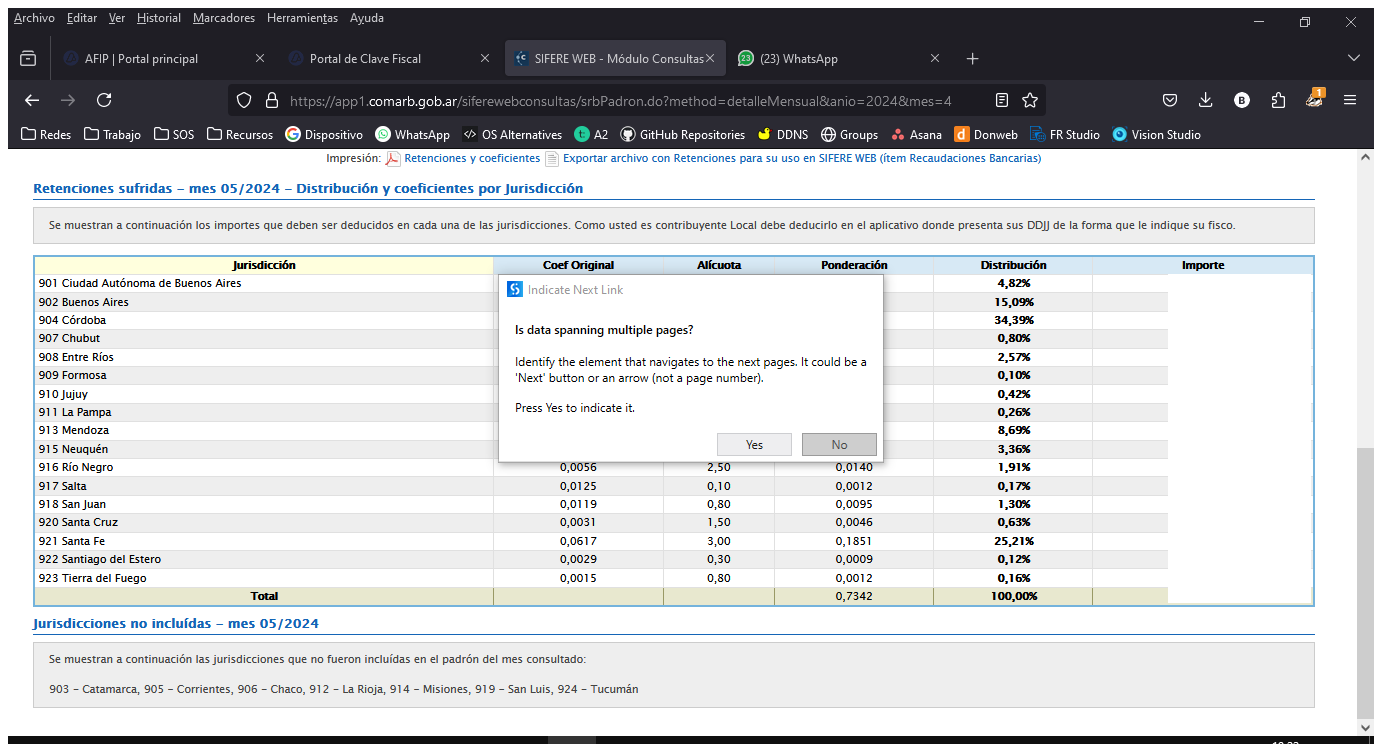 Archivo Editar Ver Historial Marcadores Herramientas Ayuda
AFIP | Portal principal
Portal de Clave Fiscal
SIFERE WEB - Módulo Consultas
23 (23) WhatsApp
https://app1.comarb.gob.ar/siferewebconsultas/srbPadron.do?method=detalleMensual&anio=2024&mes=4
B 1
Redes Trabajo SOS Recursos Dispositivo WhatsApp OS Alternatives A2 GitHub Repositories DDNS Groups Asana Donweb FR Studio Vision Studio
Impresión: Retenciones y coeficientes Exportar archivo con Retenciones para su uso en SIFERE WEB (ítem Recaudaciones Bancarias)
Retenciones sufridas - mes 05/2024 - Distribución y coeficientes por Jurisdicción
Se muestran a continuación los importes que deben ser deducidos en cada una de las jurisdicciones. Como usted es contribuyente Local debe deducirlo en el aplicativo donde presenta sus DDJJ de la forma que le indique su fisco.
Jurisdicción Coef Original Alícuota Ponderación Distribución Importe
901 Ciudad Autónoma de Buenos Aires 4,82%
902 Buenos Aires 15,09%
904 Córdoba 34,39%
907 Chubut 0,80%
908 Entre Ríos 2,57%
909 Formosa 0,10%
910 Jujuy 0,42%
911 La Pampa 0,26%
913 Mendoza 8,69%
915 Neuquén 3,36%
916 Río Negro 0,0056 2,50 0,0140 1,91%
917 Salta 0,0125 0,10 0,0012 0,17%
918 San Juan 0,0119 0,80 0,0095 1,30%
920 Santa Cruz 0,0031 1,50 0,0046 0,63%
921 Santa Fe 0,0617 3,00 0,1851 25,21%
922 Santiago del Estero 0,0029 0,30 0,0009 0,12%
923 Tierra del Fuego 0,0015 0,80 0,0012 0,16%
Total 0,7342 100,00%
Indicate Next Link
Is data spanning multiple pages?
Identify the element that navigates to the next pages. It could be a
'Next' button or an arrow (not a page number).
Press Yes to indicate it.
Yes No
Jurisdicciones no incluídas - mes 05/2024
Se muestran a continuación las jurisdicciones que no fueron incluídas en el padrón del mes consultado:
903 - Catamarca, 905 - Corrientes, 906 - Chaco, 912 - La Rioja, 914 - Misiones, 919 - San Luis, 924 - Tucumán